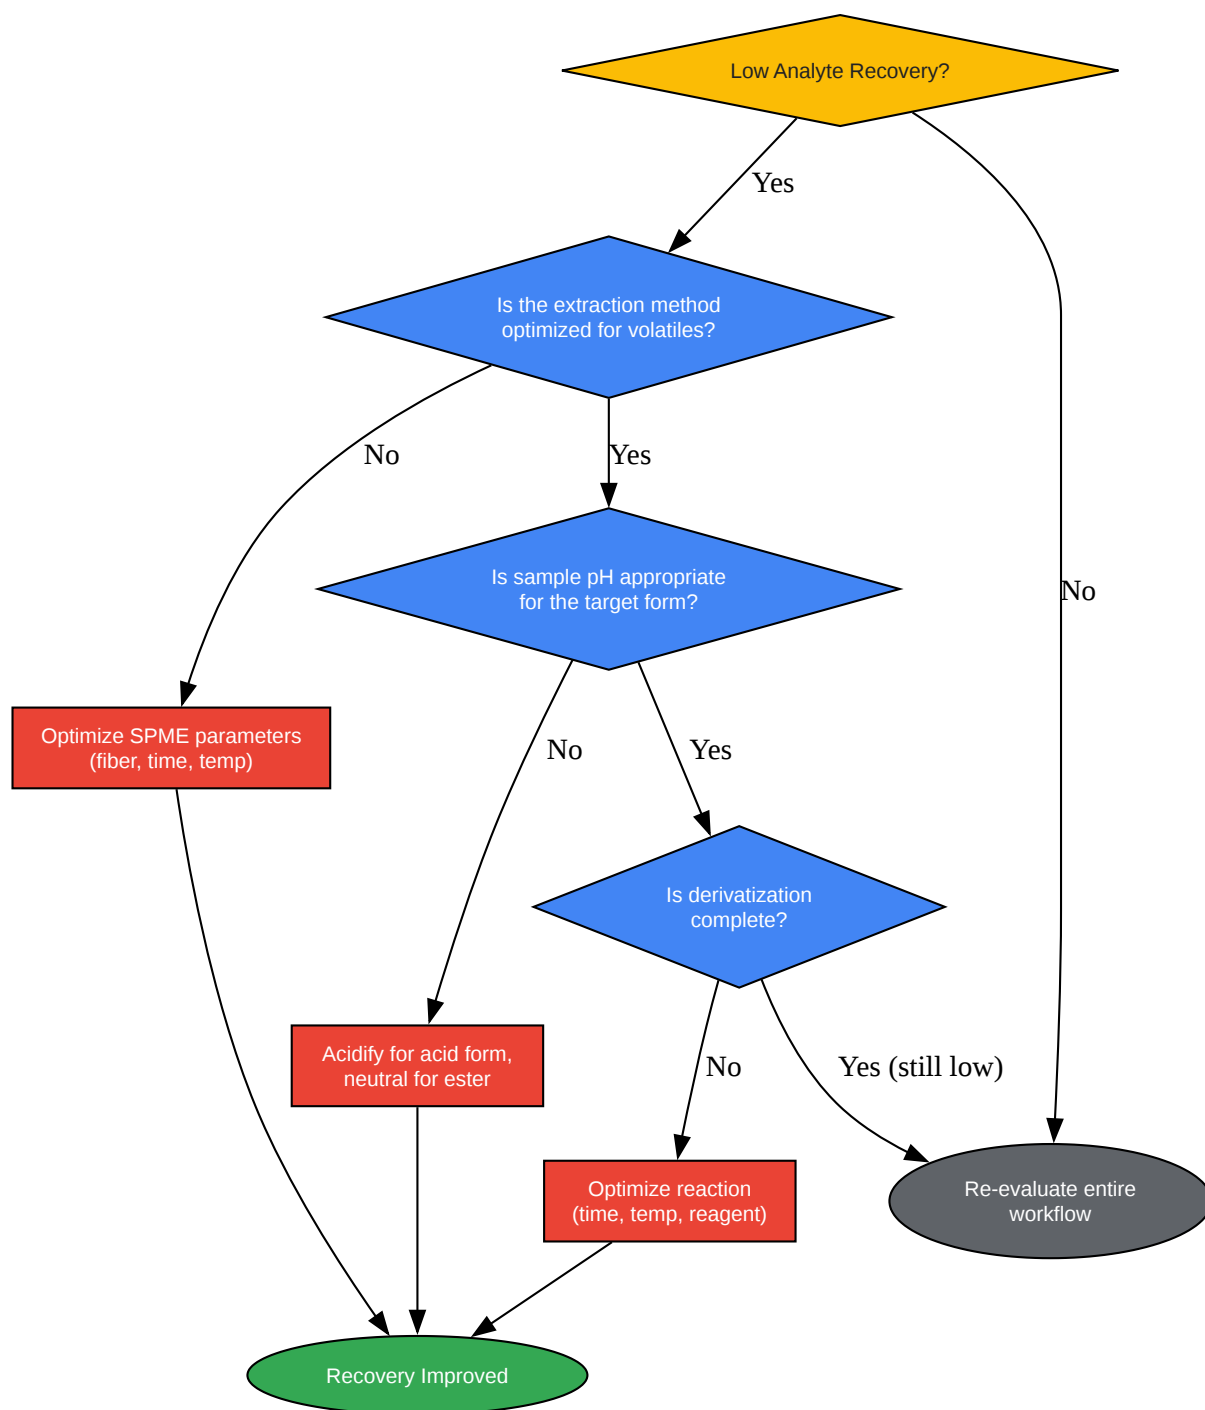 Low Analyte Recovery?
Yes
Is the extraction method
optimized for volatiles?
No
Yes
Is sample pH appropriate
for the target form?
No
Optimize SPME parameters
(fiber, time, temp)
No
Yes
Is derivatization
complete?
Acidify for acid form,
neutral for ester
No
Yes (still low)
Optimize reaction
(time, temp, reagent)
Re-evaluate entire
workflow
Recovery Improved